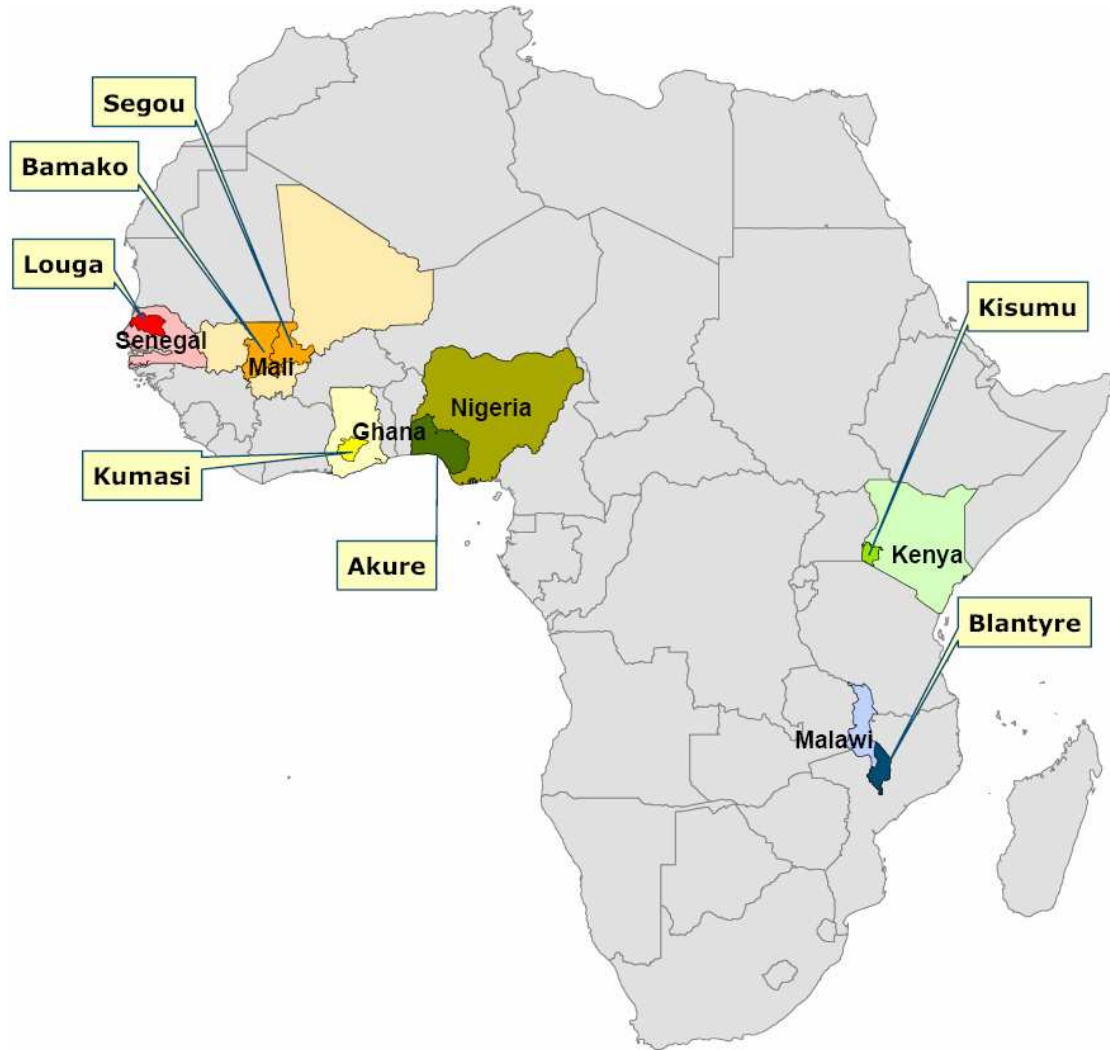 Segou
Bamako
Louga
Kisumu
Senegal
Mali
Nigeria
Ghana
Kumasi
Akure
Kenya
Blantyre
Malawi